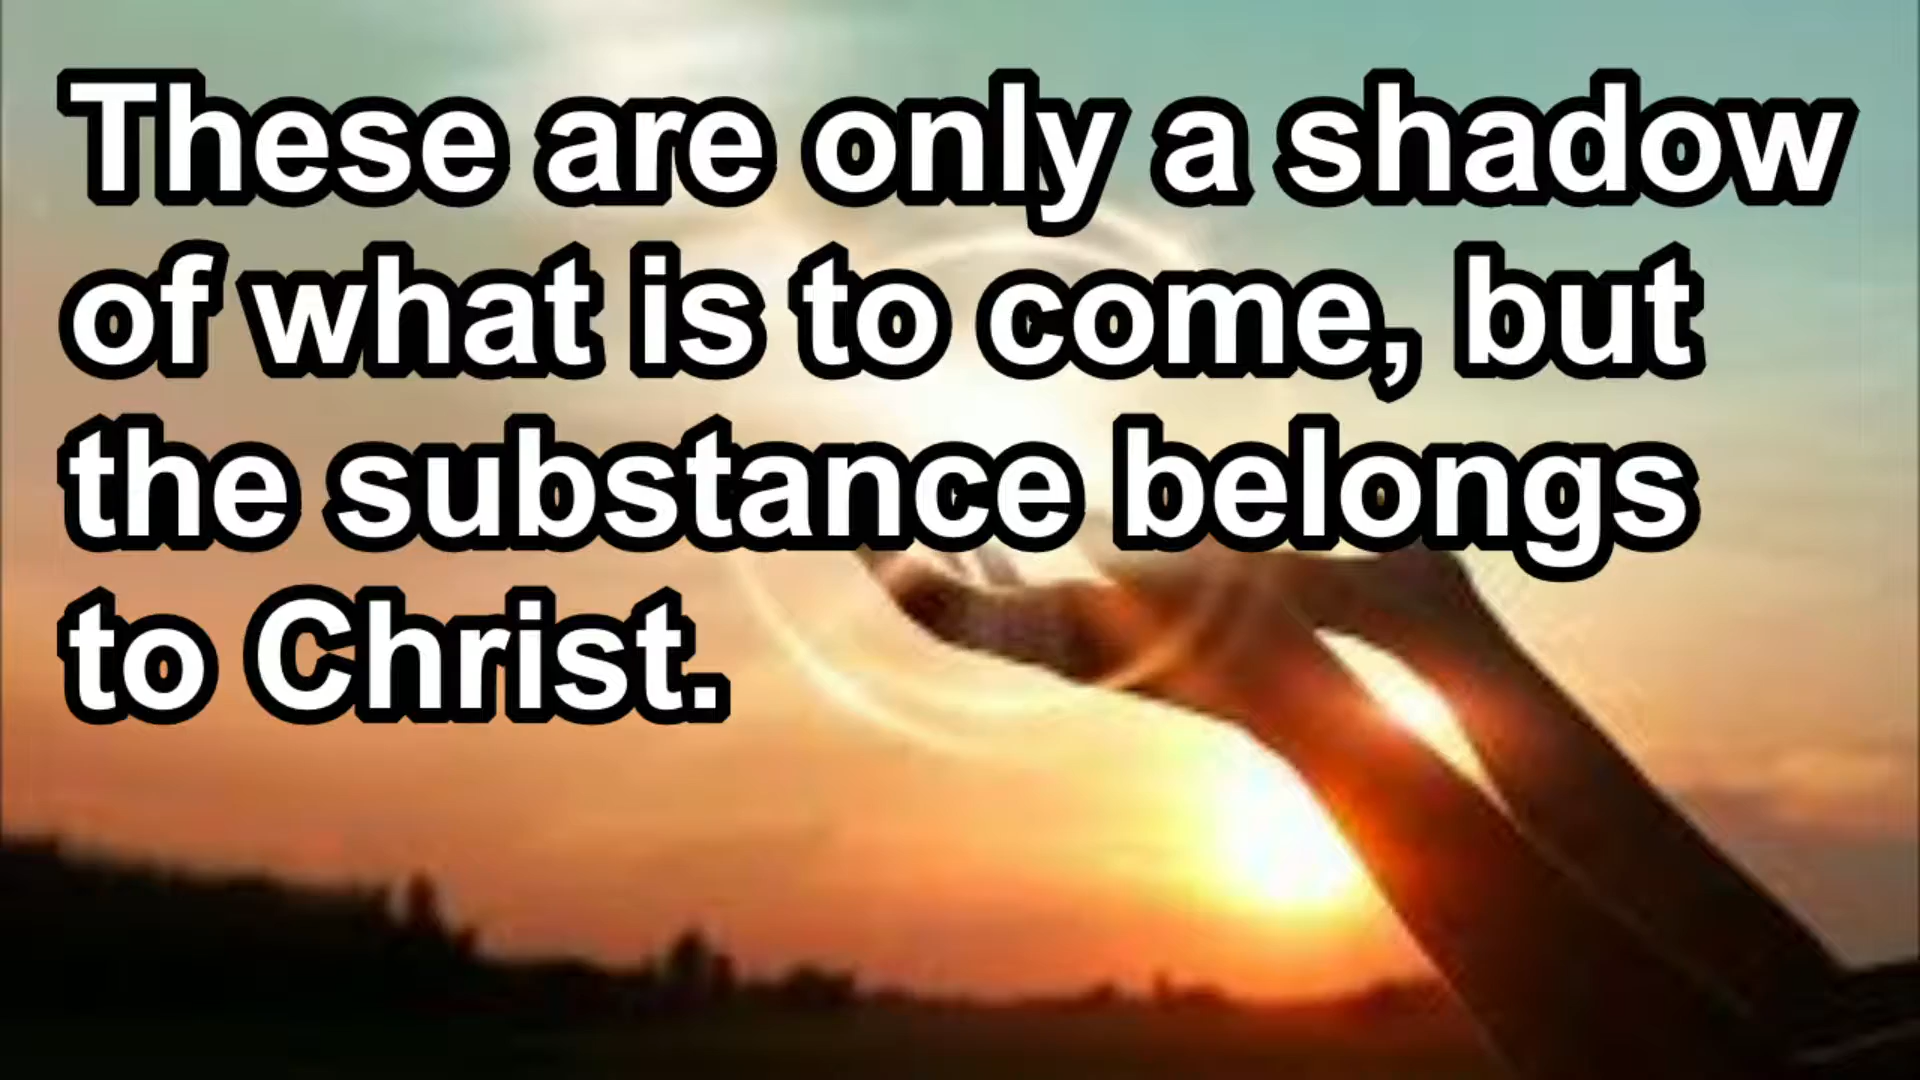 These are only a shadow
of what is to come, but
the substance belongs
to Christ.